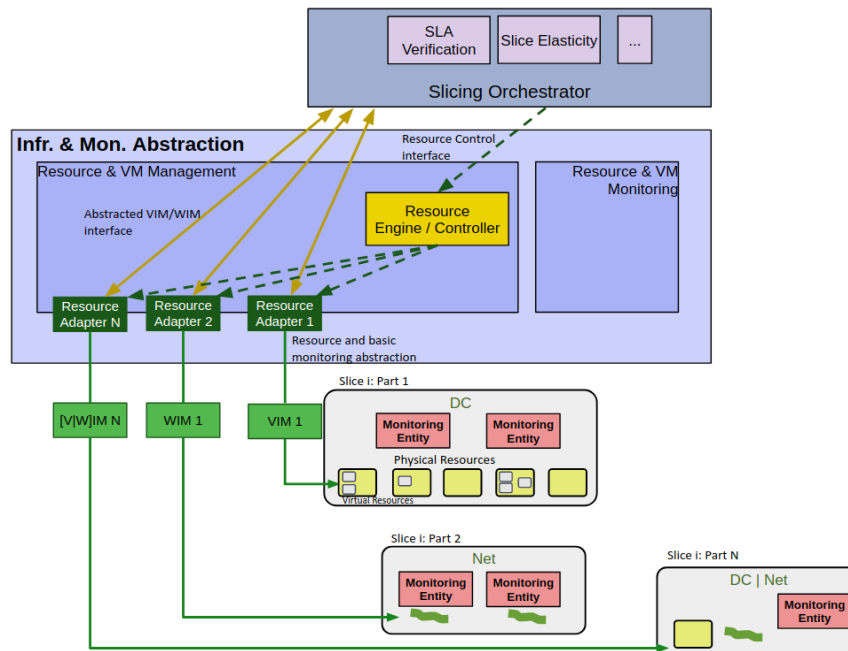 SLA
Verification
Slice Elasticity
...
Slicing Orchestrator
Infr. & Mon. Abstraction
Resource Control
interface
Resource & VM Management
Resource & VM
Monitoring
Abstracted VIM/WIM
interface
Resource
Engine / Controller
Resource
Adapter N
Resource
Adapter 2
Resource
Adapter 1
Resource and basic
monitoring abstraction
Slice i: Part 1
[V|W]IM N
WIM 1
VIM 1
DC
Monitoring
Entity
Monitoring
Entity
Physical Resources
Virtual Resources
Slice i: Part 2
Net
Monitoring
Entity
Monitoring
Entity
Slice i: Part N
DC | Net
Monitoring
Entity